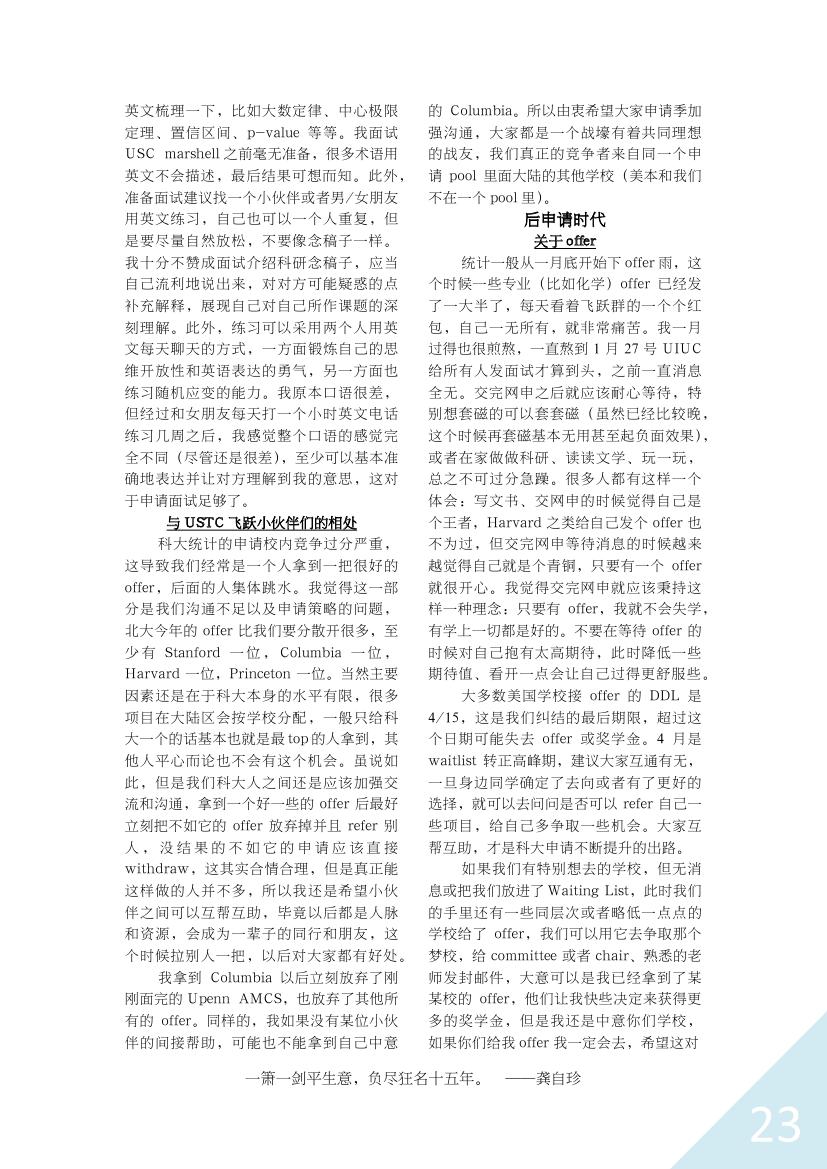 英文梳理一下，比如大数定律、中心极限
定理、置信区间、p-value 等等。我面试
USC marshell 之前毫无准备，很多术语用
英文不会描述，最后结果可想而知。此外，
准备面试建议找一个小伙伴或者男/女朋友
用英文练习，自己也可以一个人重复，但
是要尽量自然放松，不要像念稿子一样。
我十分不赞成面试介绍科研念稿子，应当
自己流利地说出来，对对方可能疑惑的点
补充解释，展现自己对自己所作课题的深
刻理解。此外，练习可以采用两个人用英
文每天聊天的方式，一方面锻炼自己的思
维开放性和英语表达的勇气，另一方面也
练习随机应变的能力。我原本口语很差，
但经过和女朋友每天打一个小时英文电话
练习几周之后，我感觉整个口语的感觉完
全不同（尽管还是很差），至少可以基本准
确地表达并让对方理解到我的意思，这对
于申请面试足够了。
与 USTC 飞跃小伙伴们的相处
科大统计的申请校内竞争过分严重，
这导致我们经常是一个人拿到一把很好的
offer，后面的人集体跳水。我觉得这一部
分是我们沟通不足以及申请策略的问题，
北大今年的 offer 比我们要分散开很多，至
少有 Stanford 一位，Columbia 一位，
Harvard 一位，Princeton 一位。当然主要
因素还是在于科大本身的水平有限，很多
项目在大陆区会按学校分配，一般只给科
大一个的话基本也就是最 top 的人拿到，其
他人平心而论也不会有这个机会。虽说如
此，但是我们科大人之间还是应该加强交
流和沟通，拿到一个好一些的 offer 后最好
立刻把不如它的 offer 放弃掉并且 refer 别
人，没结果的不如它的申请应该直接
withdraw，这其实合情合理，但是真正能
这样做的人并不多，所以我还是希望小伙
伴之间可以互帮互助，毕竟以后都是人脉
和资源，会成为一辈子的同行和朋友，这
个时候拉别人一把，以后对大家都有好处。
我拿到 Columbia 以后立刻放弃了刚
刚面完的 Upenn AMCS，也放弃了其他所
有的 offer。同样的，我如果没有某位小伙
伴的间接帮助，可能也不能拿到自己中意
的 Columbia。所以由衷希望大家申请季加
强沟通，大家都是一个战壕有着共同理想
的战友，我们真正的竞争者来自同一个申
请 pool 里面大陆的其他学校（美本和我们
不在一个 pool 里）。
后申请时代
关于 offer
统计一般从一月底开始下 offer 雨，这
个时候一些专业（比如化学）offer 已经发
了一大半了，每天看着飞跃群的一个个红
包，自己一无所有，就非常痛苦。我一月
过得也很煎熬，一直熬到 1 月 27 号 UIUC
给所有人发面试才算到头，之前一直消息
全无。交完网申之后就应该耐心等待，特
别想套磁的可以套套磁（虽然已经比较晚，
这个时候再套磁基本无用甚至起负面效果），
或者在家做做科研、读读文学、玩一玩，
总之不可过分急躁。很多人都有这样一个
体会：写文书、交网申的时候觉得自己是
个王者，Harvard 之类给自己发个 offer 也
不为过，但交完网申等待消息的时候越来
越觉得自己就是个青铜，只要有一个 offer
就很开心。我觉得交完网申就应该秉持这
样一种理念：只要有 offer，我就不会失学，
有学上一切都是好的。不要在等待 offer 的
时候对自己抱有太高期待，此时降低一些
期待值、看开一点会让自己过得更舒服些。
大多数美国学校接 offer 的 DDL 是
4/15，这是我们纠结的最后期限，超过这
个日期可能失去 offer 或奖学金。4 月是
waitlist 转正高峰期，建议大家互通有无，
一旦身边同学确定了去向或者有了更好的
选择，就可以去问问是否可以 refer 自己一
些项目，给自己多争取一些机会。大家互
帮互助，才是科大申请不断提升的出路。
如果我们有特别想去的学校，但无消
息或把我们放进了 Waiting List，此时我们
的手里还有一些同层次或者略低一点点的
学校给了 offer，我们可以用它去争取那个
梦校，给 committee 或者 chair、熟悉的老
师发封邮件，大意可以是我已经拿到了某
某校的 offer，他们让我快些决定来获得更
多的奖学金，但是我还是中意你们学校，
如果你们给我 offer 我一定会去，希望这对
一箫一剑平生意，负尽狂名十五年。 ——龚自珍
23